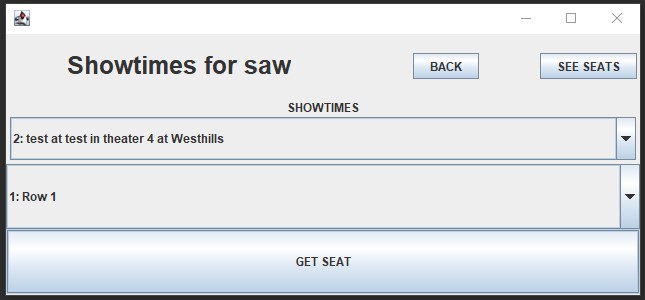 Showtimes for saw
BACK
SEE SEATS
SHOWTIMES
2: test at test in theater 4 at Westhills
1: Row 1
GET SEAT